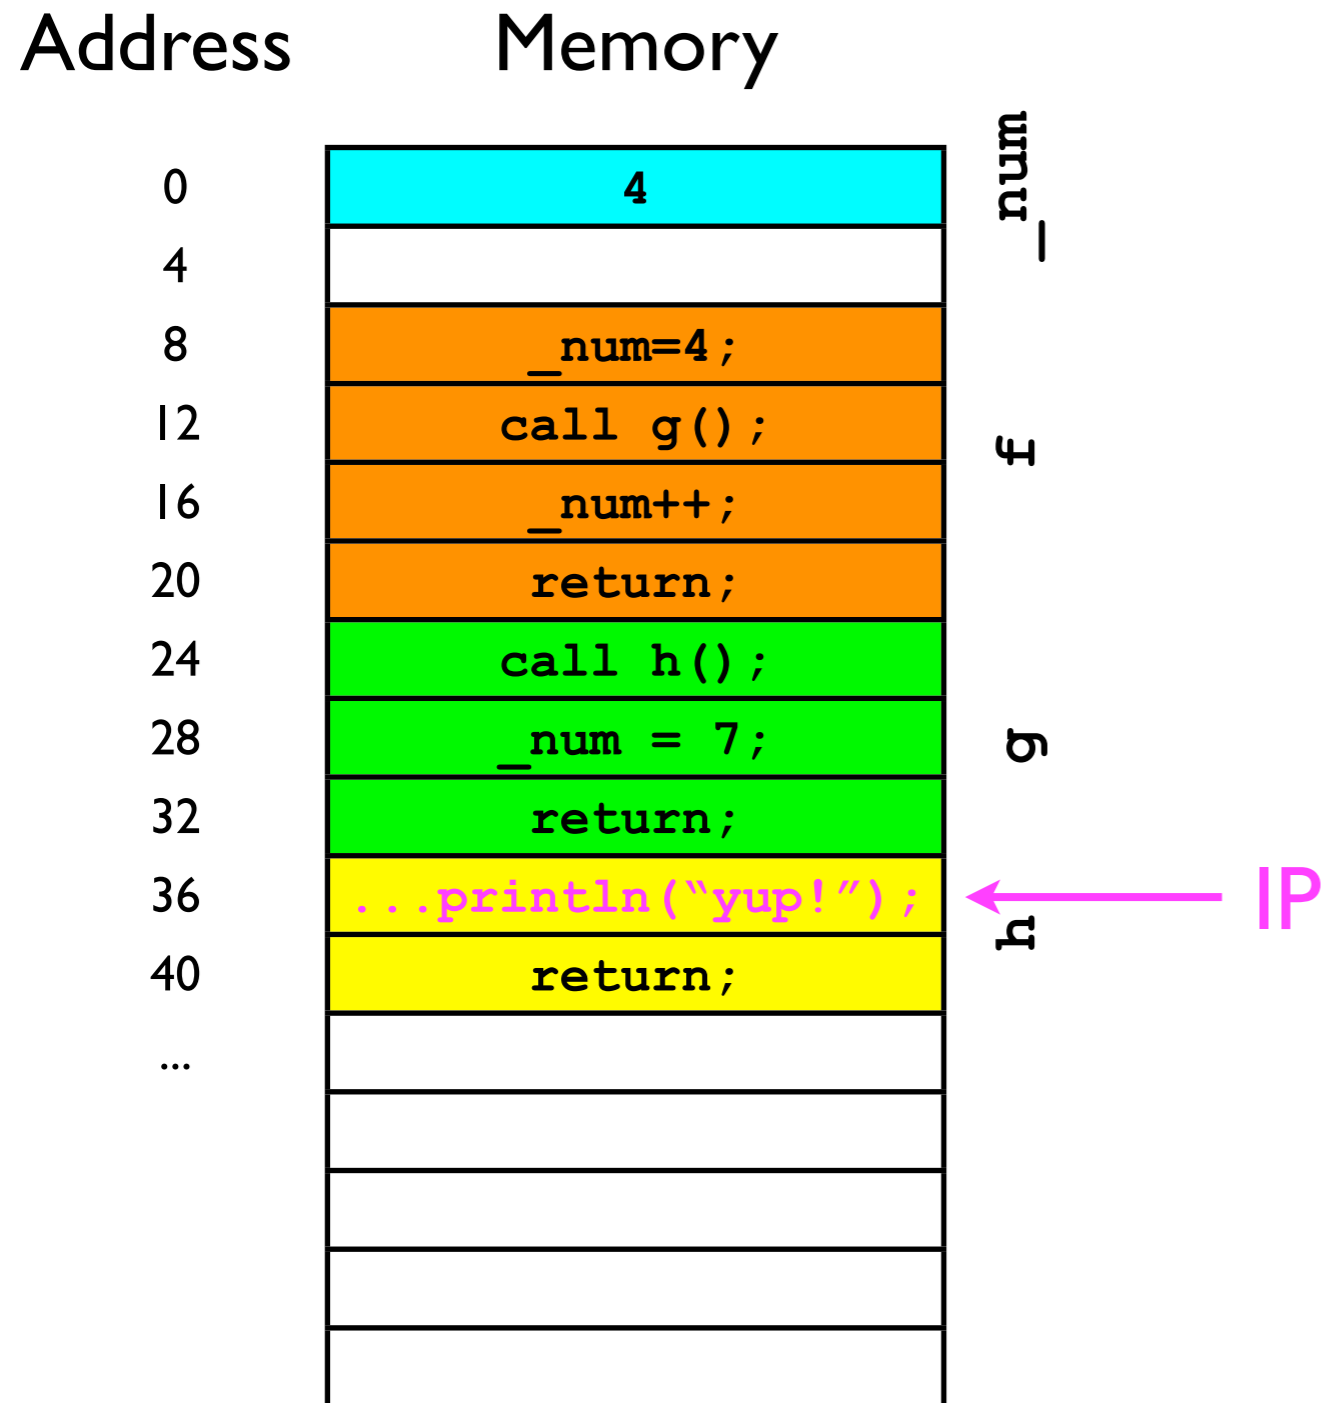 Address Memory
_num
0 4
4
8 _num=4;
12 call g();
f
16 _num++;
20 return;
24 call h();
28 _num = 7;
g
32 return;
36 ...println(“yup!”); IP
h
40 return;
...